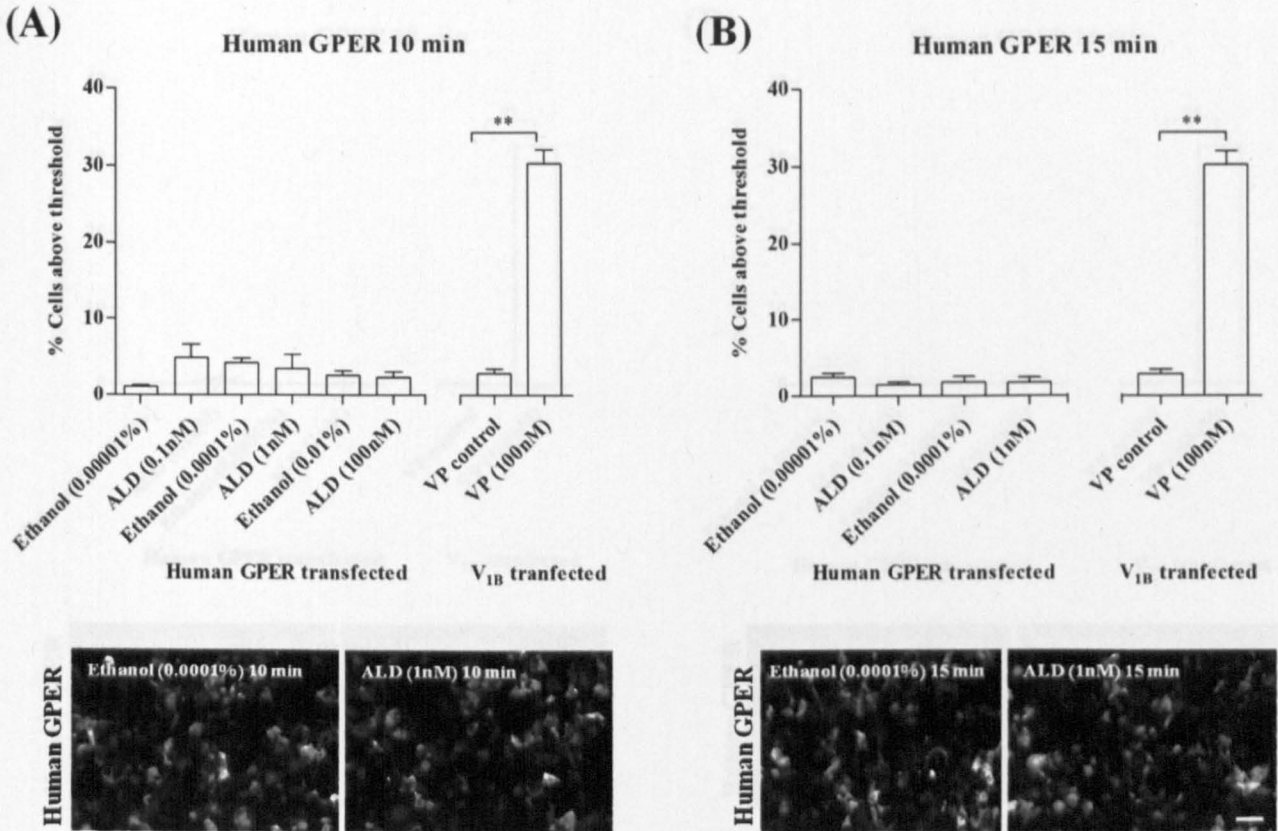 (A)
Human GPER 10 min
% Cells above threshold
40
30
20
10
0
**
Ethanol (0.00001%)
ALD (0.1nM)
Ethanol (0.0001%)
ALD (1nM)
Ethanol (0.01%)
ALD (100nM)
VP control
VP (100nM)
Human GPER transfected
V1B tranfected
Human GPER
Ethanol (0.0001%) 10 min
ALD (1nM) 10 min
(B)
Human GPER 15 min
% Cells above threshold
40
30
20
10
0
**
Ethanol (0.00001%)
ALD (0.1nM)
Ethanol (0.0001%)
ALD (1nM)
VP control
VP (100nM)
Human GPER transfected
V1B tranfected
Human GPER
Ethanol (0.0001%) 15 min
ALD (1nM) 15 min